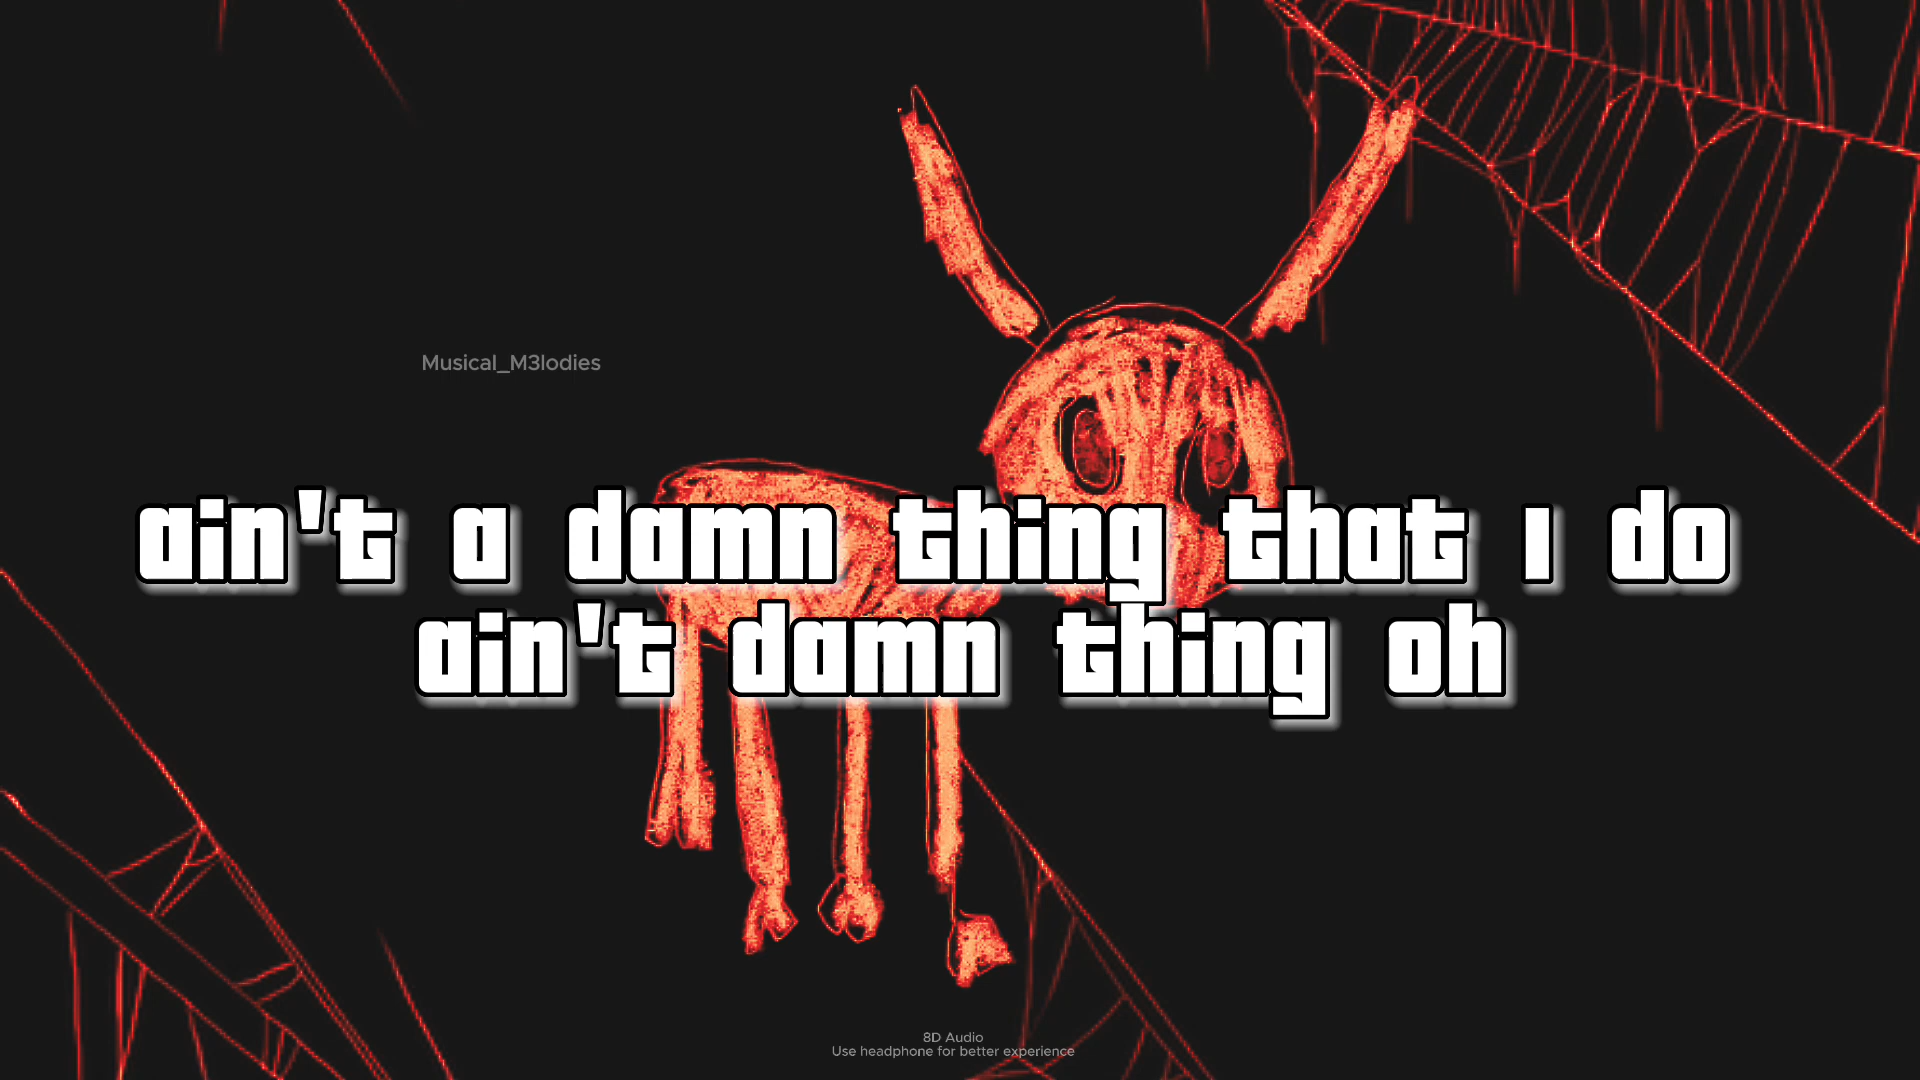 Musical_M3lodies
ain't a damn thing that I do
ain't damn thing oh
8D Audio
Use headphone for better experience